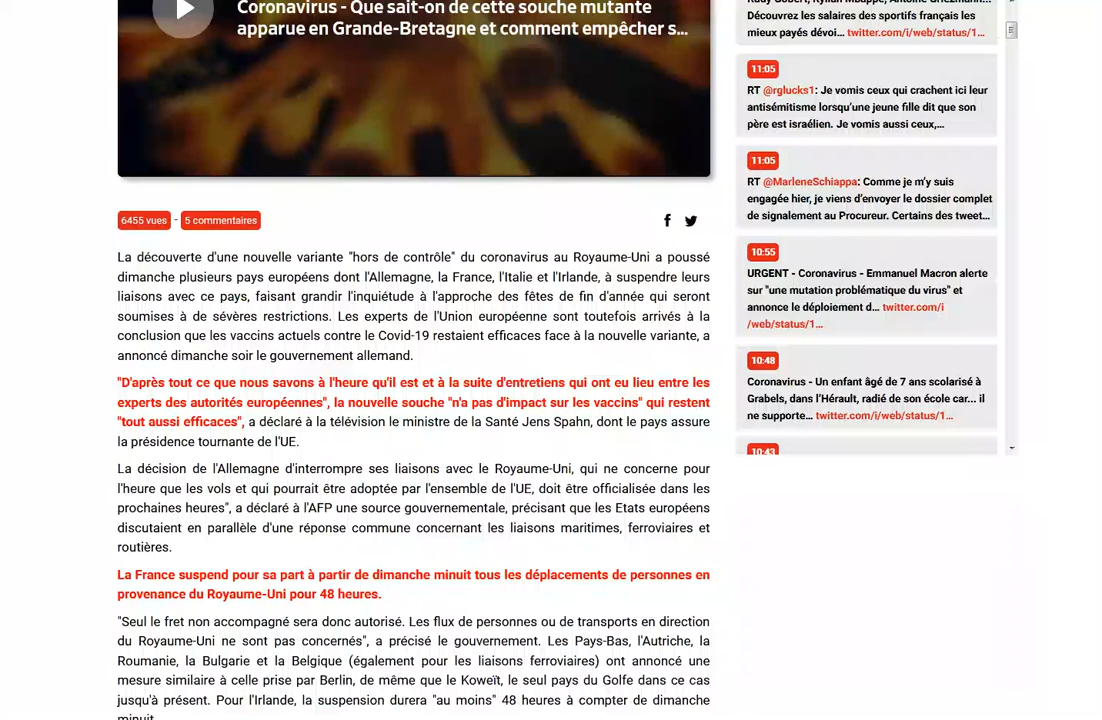 Coronavirus - Que sait-on de cette souche mutante
apparue en Grande-Bretagne et comment empêcher s...
6455 vues - 5 commentaires
La découverte d'une nouvelle variante "hors de contrôle" du coronavirus au Royaume-Uni a poussé
dimanche plusieurs pays européens dont l'Allemagne, la France, l'Italie et l'Irlande, à suspendre leurs
liaisons avec ce pays, faisant grandir l'inquiétude à l'approche des fêtes de fin d'année qui seront
soumises à de sévères restrictions. Les experts de l'Union européenne sont toutefois arrivés à la
conclusion que les vaccins actuels contre le Covid-19 restaient efficaces face à la nouvelle variante, a
annoncé dimanche soir le gouvernement allemand.
"D'après tout ce que nous savons à l'heure qu'il est et à la suite d'entretiens qui ont eu lieu entre les
experts des autorités européennes", la nouvelle souche "n'a pas d'impact sur les vaccins" qui restent
"tout aussi efficaces", a déclaré à la télévision le ministre de la Santé Jens Spahn, dont le pays assure
la présidence tournante de l'UE.
La décision de l'Allemagne d'interrompre ses liaisons avec le Royaume-Uni, qui ne concerne pour
l'heure que les vols et qui pourrait être adoptée par l'ensemble de l'UE, doit être officialisée dans les
prochaines heures", a déclaré à l'AFP une source gouvernementale, précisant que les Etats européens
discutaient en parallèle d'une réponse commune concernant les liaisons maritimes, ferroviaires et
routières.
La France suspend pour sa part à partir de dimanche minuit tous les déplacements de personnes en
provenance du Royaume-Uni pour 48 heures.
"Seul le fret non accompagné sera donc autorisé. Les flux de personnes ou de transports en direction
du Royaume-Uni ne sont pas concernés", a précisé le gouvernement. Les Pays-Bas, l'Autriche, la
Roumanie, la Bulgarie et la Belgique (également pour les liaisons ferroviaires) ont annoncé une
mesure similaire à celle prise par Berlin, de même que le Koweït, le seul pays du Golfe dans ce cas
jusqu'à présent. Pour l'Irlande, la suspension durera "au moins" 48 heures à compter de dimanche
minuit.
Rudy Gobert, Kylian Mbappé, Antoine Griezmann...
Découvrez les salaires des sportifs français les
mieux payés dévoi... twitter.com/i/web/status/1...
11:05
RT @rglucks1: Je vomis ceux qui crachent ici leur
antisémitisme lorsqu'une jeune fille dit que son
père est israélien. Je vomis aussi ceux,...
11:05
RT @MarleneSchiappa: Comme je m'y suis
engagée hier, je viens d'envoyer le dossier complet
de signalement au Procureur. Certains des tweet...
10:55
URGENT - Coronavirus - Emmanuel Macron alerte
sur "une mutation problématique du virus" et
annonce le déploiement d... twitter.com/i
/web/status/1...
10:48
Coronavirus - Un enfant âgé de 7 ans scolarisé à
Grabels, dans l'Hérault, radié de son école car... il
ne supporte... twitter.com/i/web/status/1...
10:43